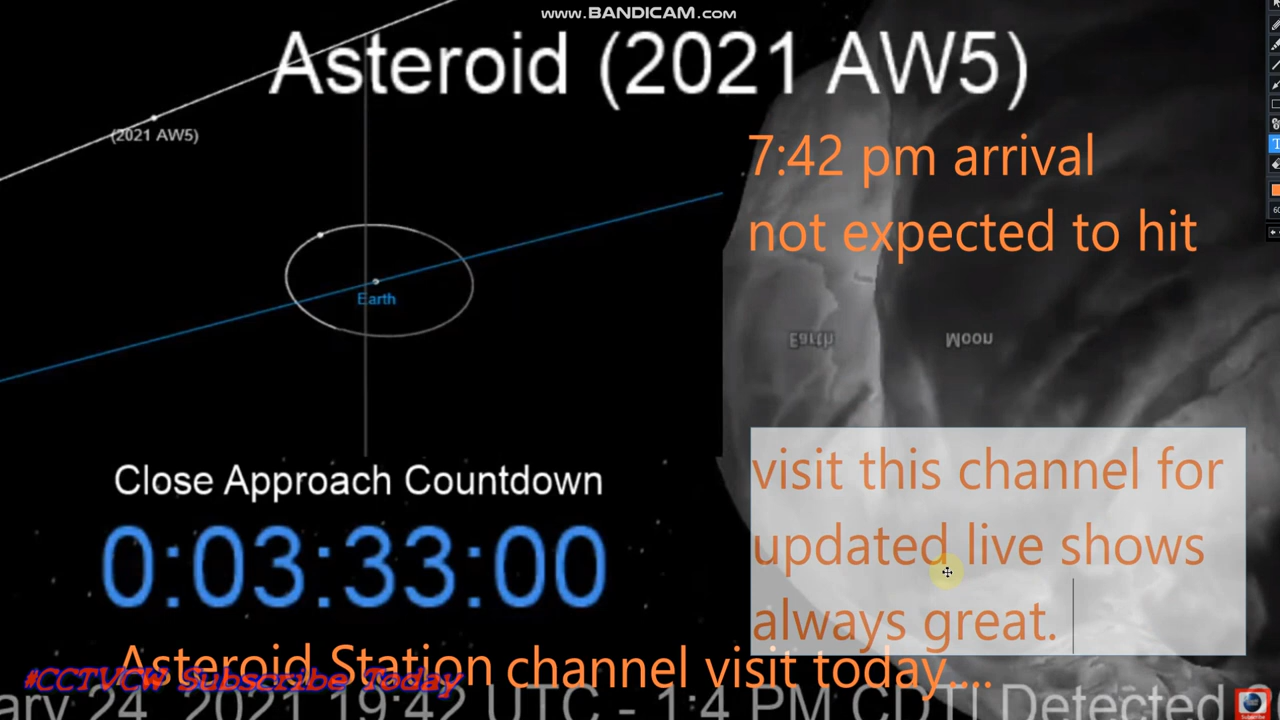 www.BANDICAM.com
Asteroid (2021 AW5)
(2021 AW5)
7:42 pm arrival
not expected to hit
Earth
Earth
Moon
Close Approach Countdown
0:03:33:00
visit this channel for
updated live shows
always great.
Asteroid Station channel visit today....
#CCTVCW Subscribe Today
24, 2021 19:42 UTC - 1:4 PM CDT| Detected